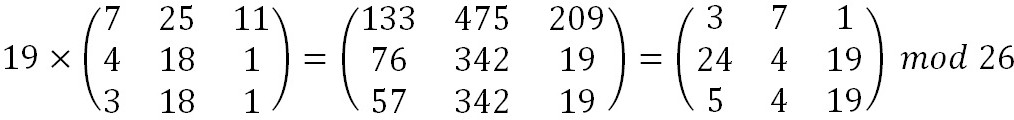 19 × (7 25 11) = (133 475 209) = (3 7 1) mod 26
4 18 1 76 342 19 24 4 19
3 18 1 57 342 19 5 4 19